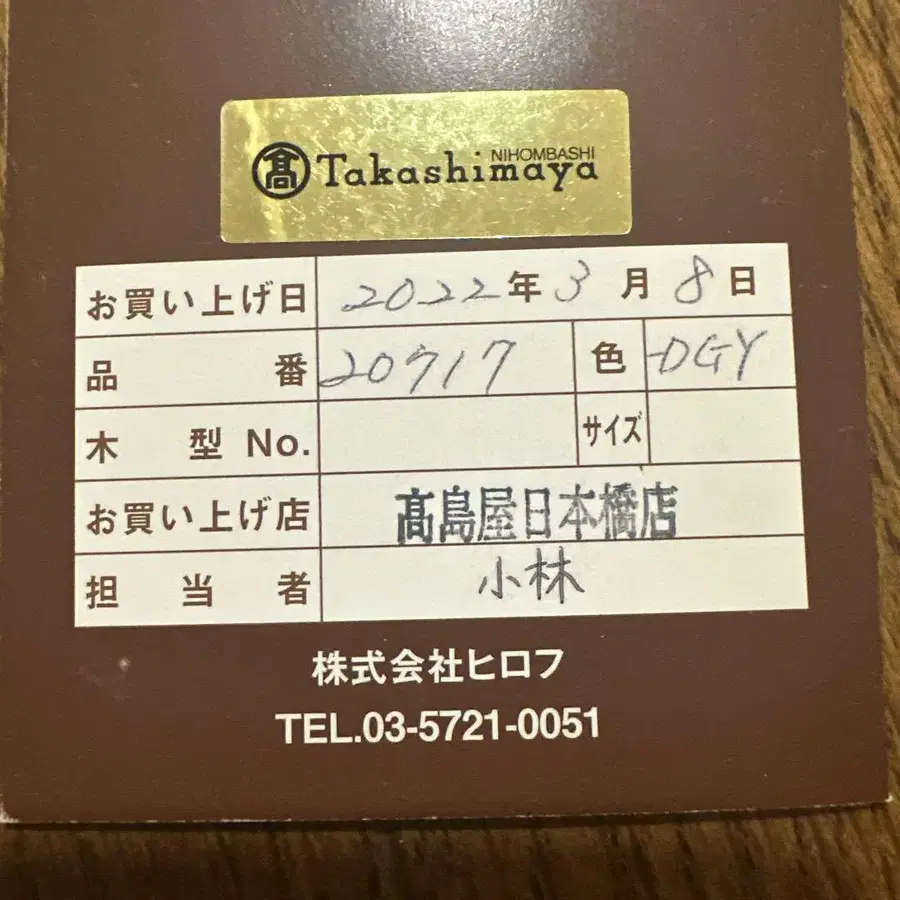 髙 Takashimaya NIHOMBASHI
お買い上げ日 2022年3月8日
品番 20717 色 DGY
木型No. サイズ
お買い上げ店 髙島屋日本橋店
担当者 小林
株式会社ヒロフ
TEL.03-5721-0051